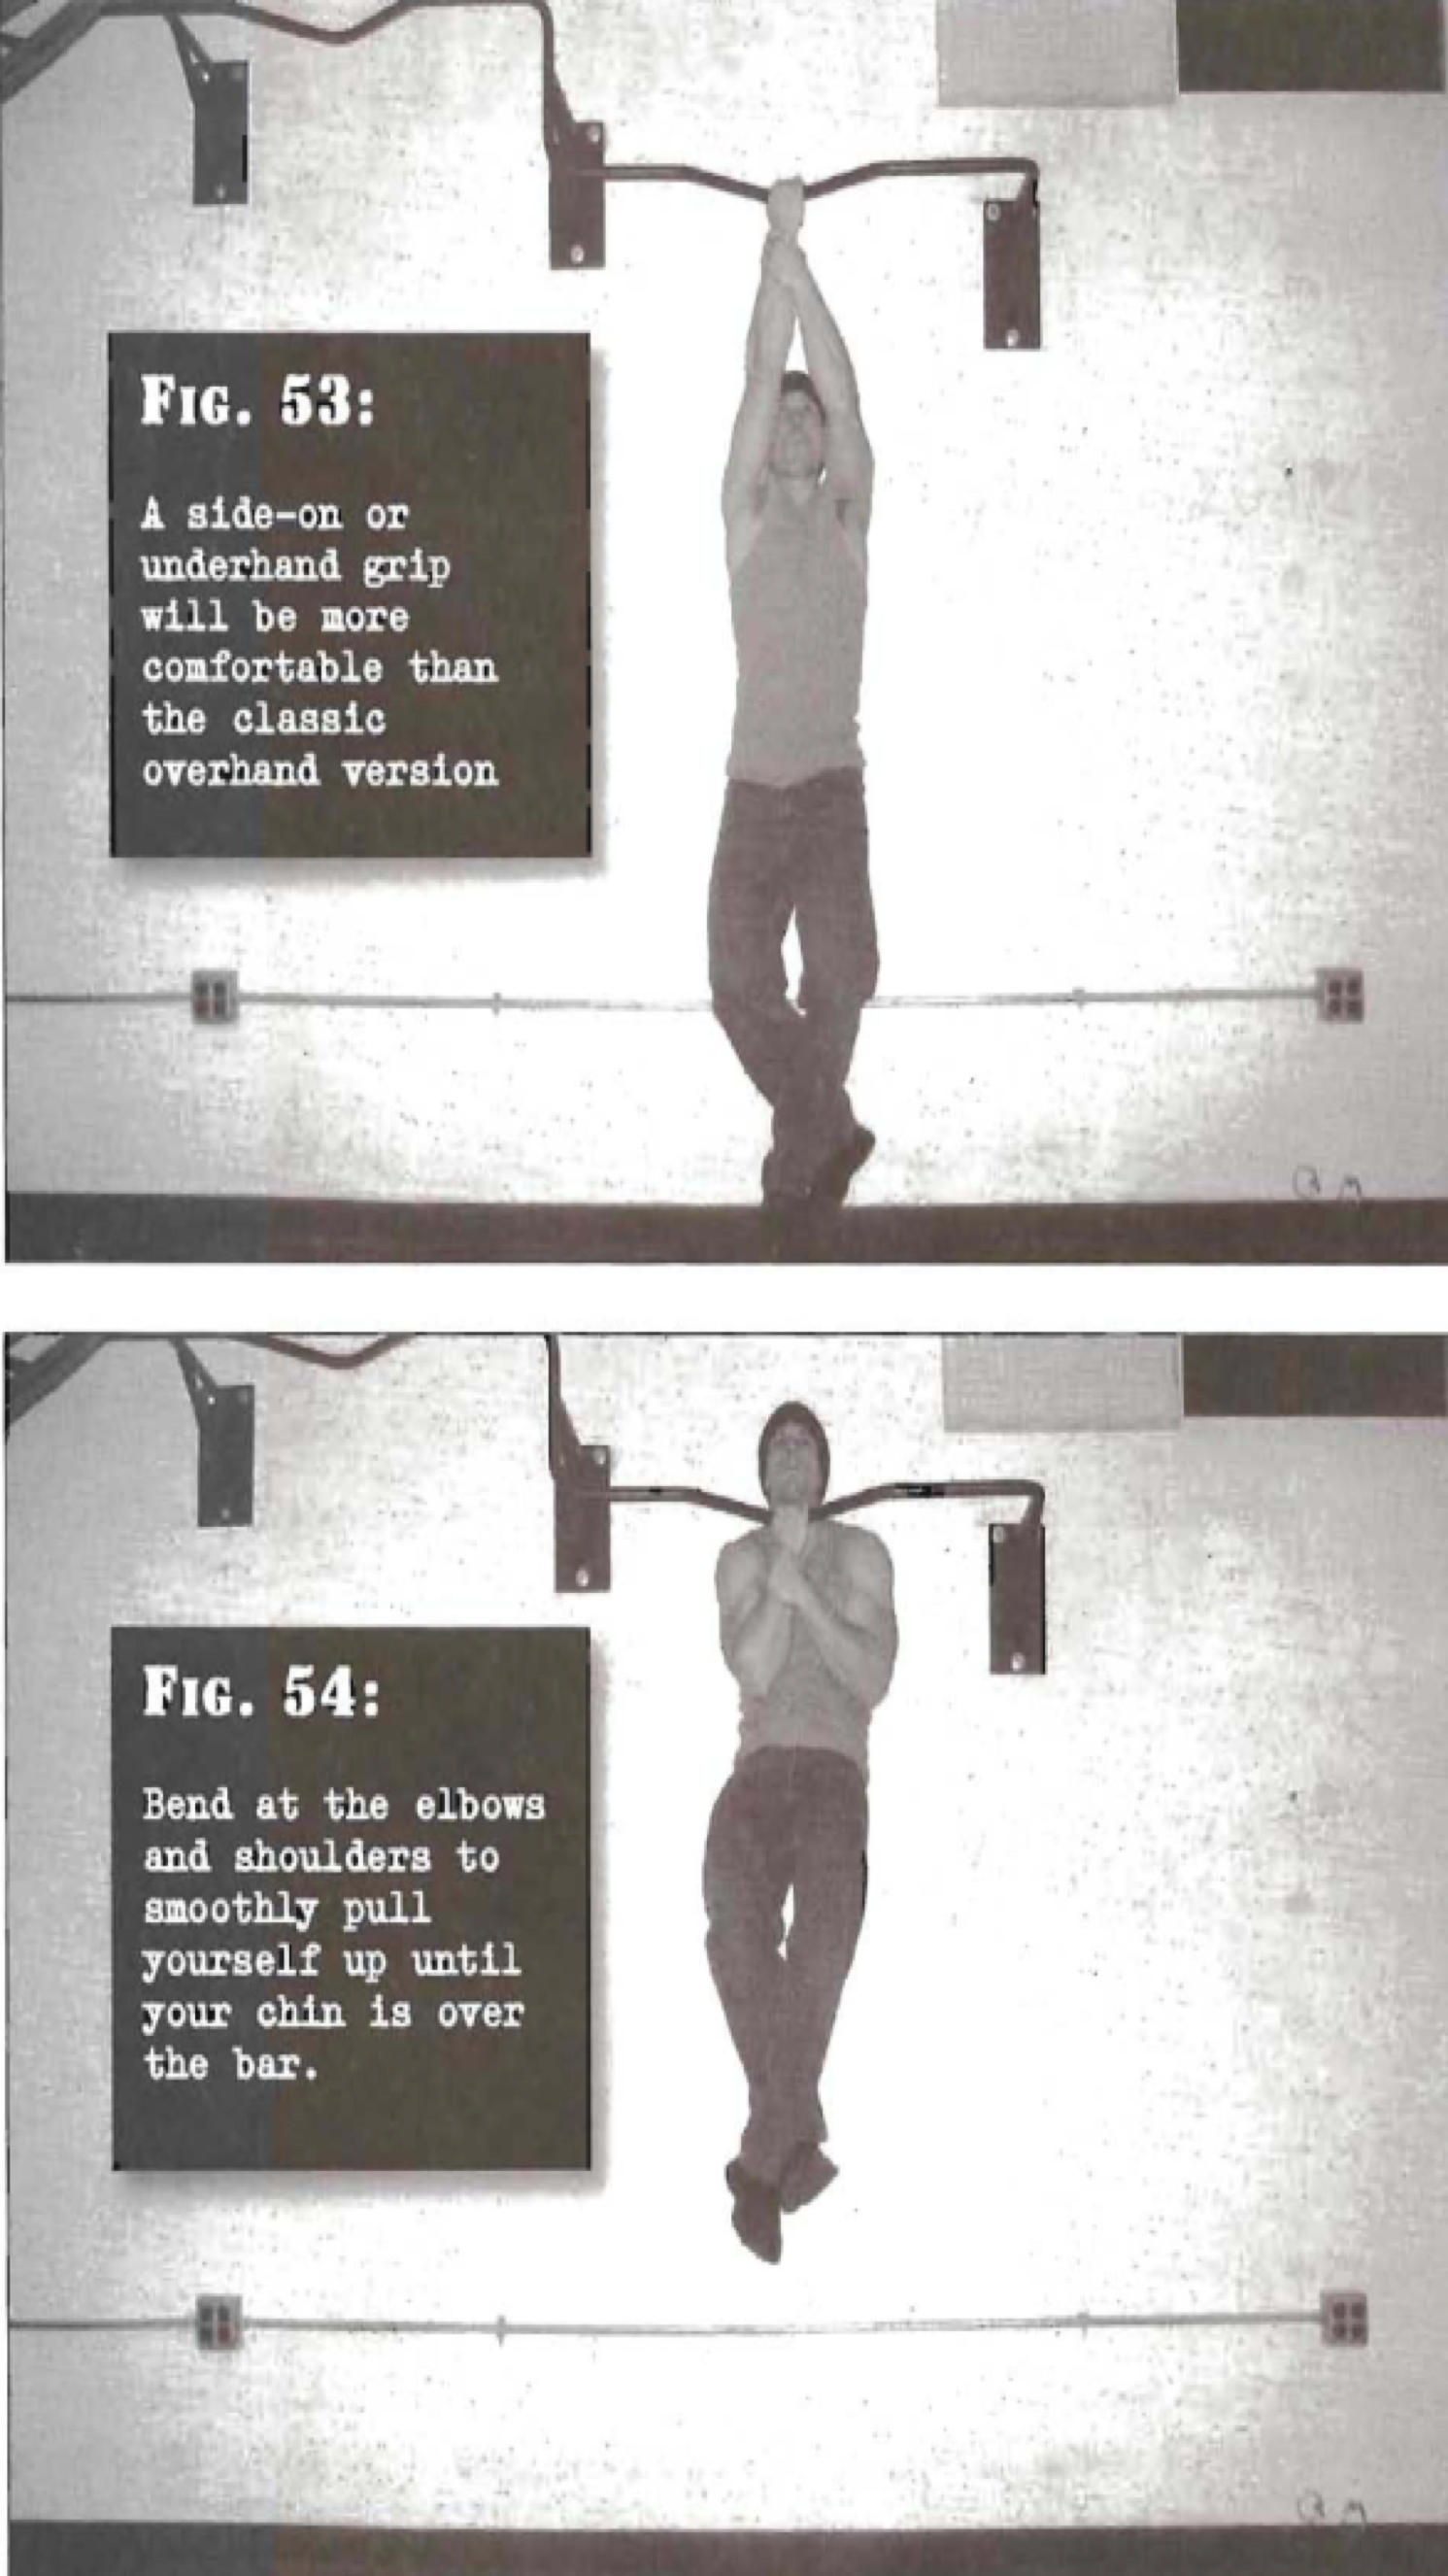 FIG. 53:
A side-on or
underhand grip
will be more
comfortable than
the classic
overhand version
FIG. 54:
Bend at the elbows
and shoulders to
smoothly pull
yourself up until
your chin is over
the bar.